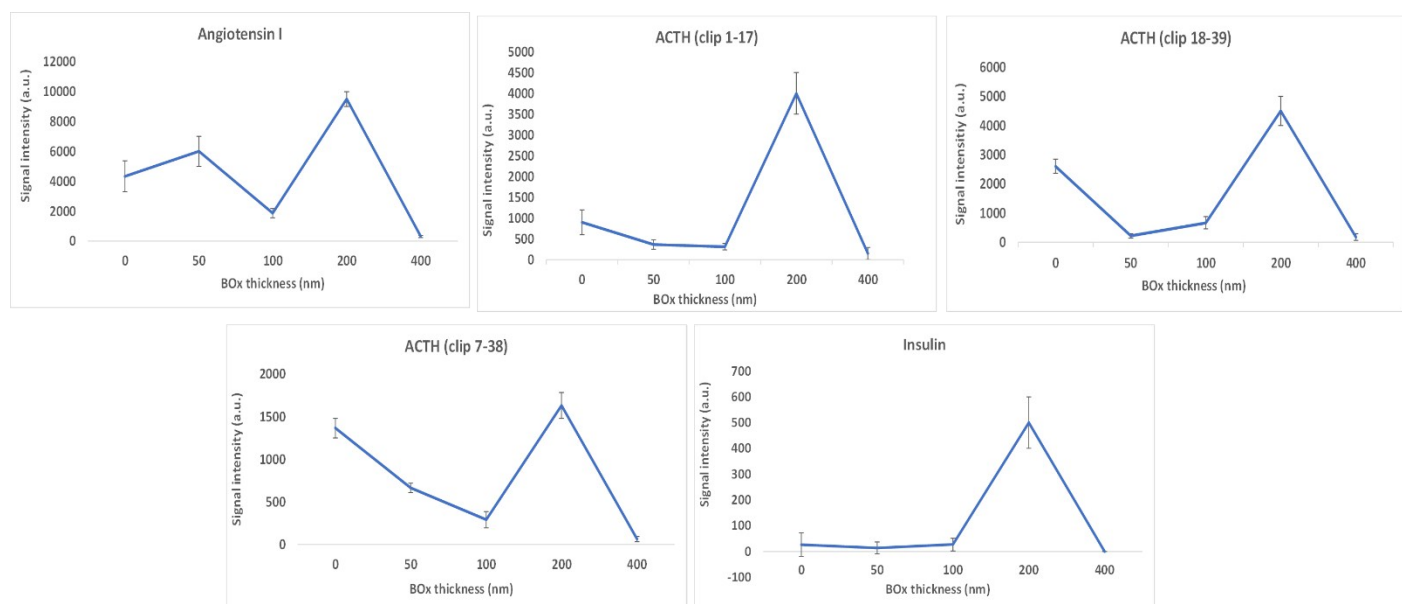 Angiotensin I
Signal intensity (a.u.)
12000
10000
8000
6000
4000
2000
0
0 50 100 200 400
BOx thickness (nm)
ACTH (clip 1-17)
Signal intensity (a.u.)
5000
4500
4000
3500
3000
2500
2000
1500
1000
500
0
0 50 100 200 400
BOx thickness (nm)
ACTH (clip 18-39)
Signal intensitiy (a.u.)
6000
5000
4000
3000
2000
1000
0
0 50 100 200 400
BOx thickness (nm)
ACTH (clip 7-38)
Signal intensity (a.u.)
2000
1500
1000
500
0
0 50 100 200 400
BOx thickness (nm)
Insulin
Signal intensity (a.u.)
700
600
500
400
300
200
100
0
-100
0 50 100 200 400
BOx thickness (nm)